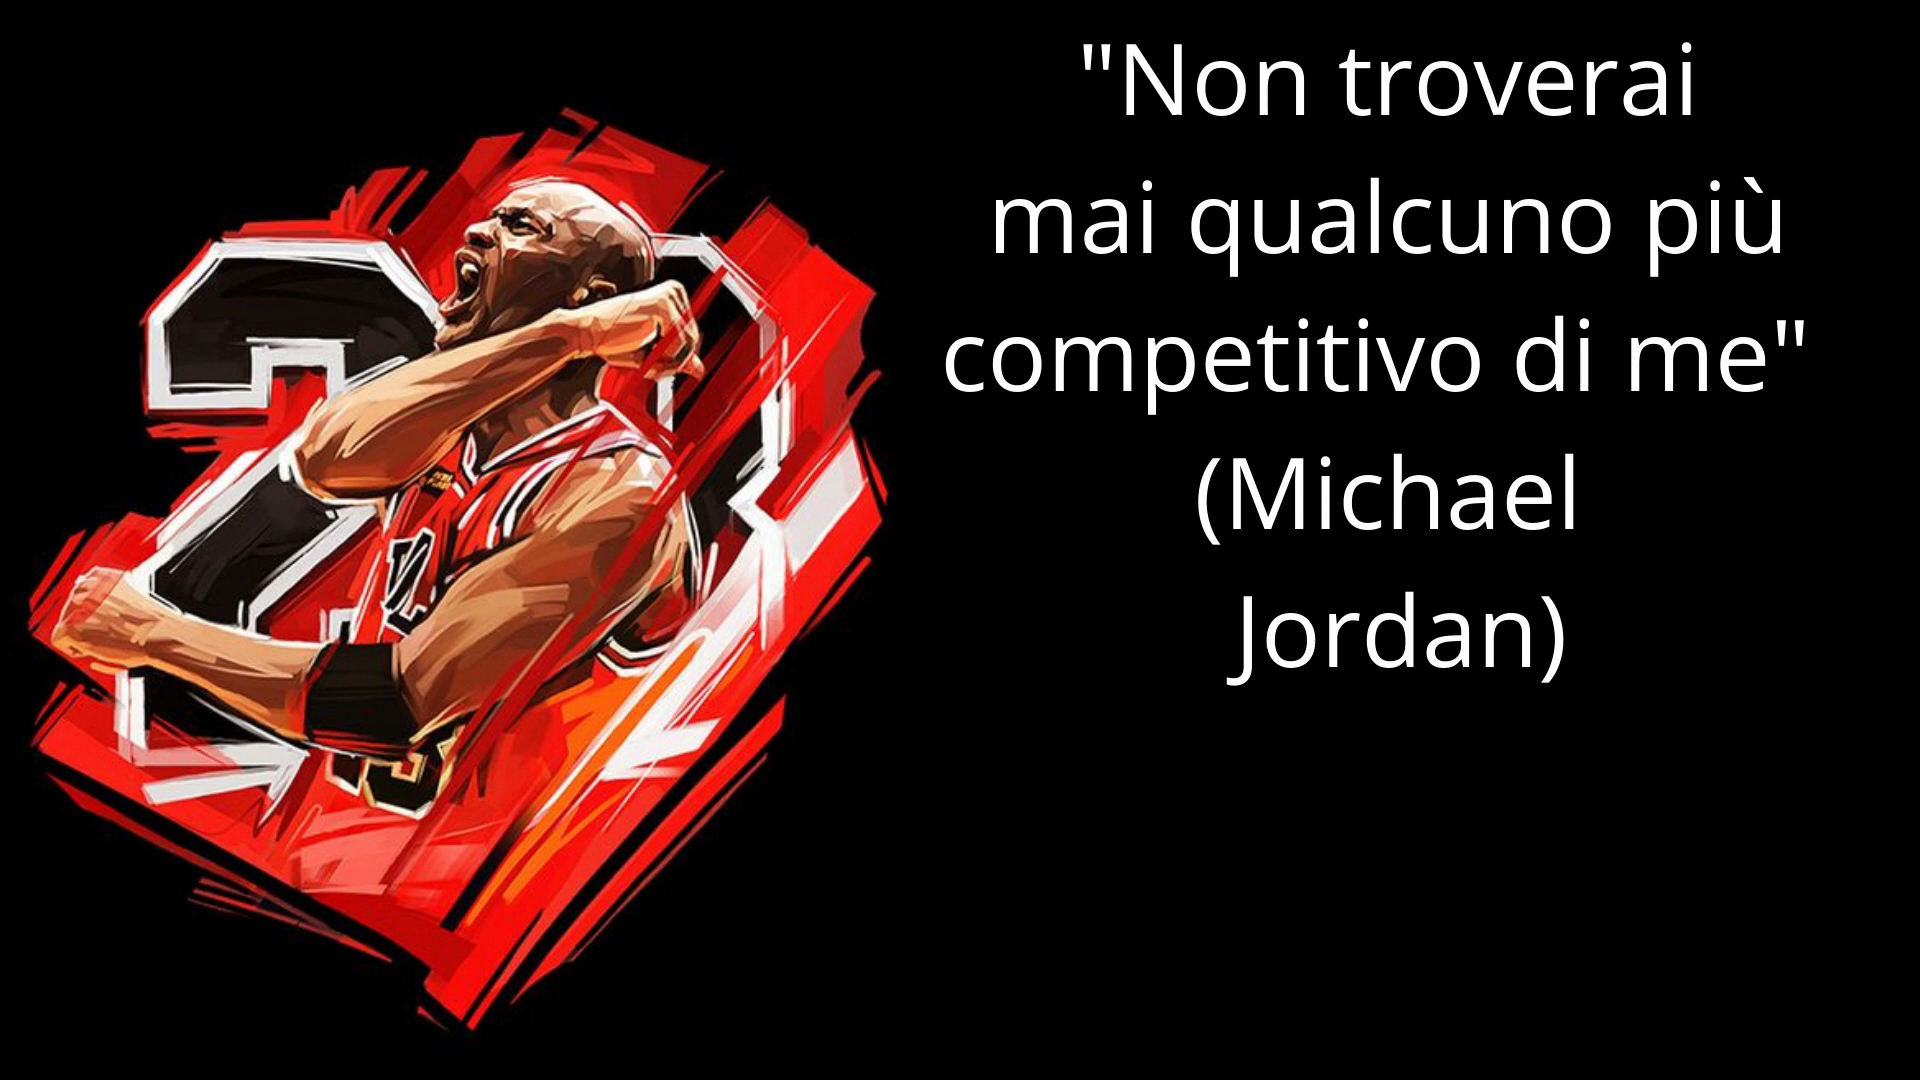 "Non troverai
mai qualcuno più
competitivo di me"
(Michael
Jordan)